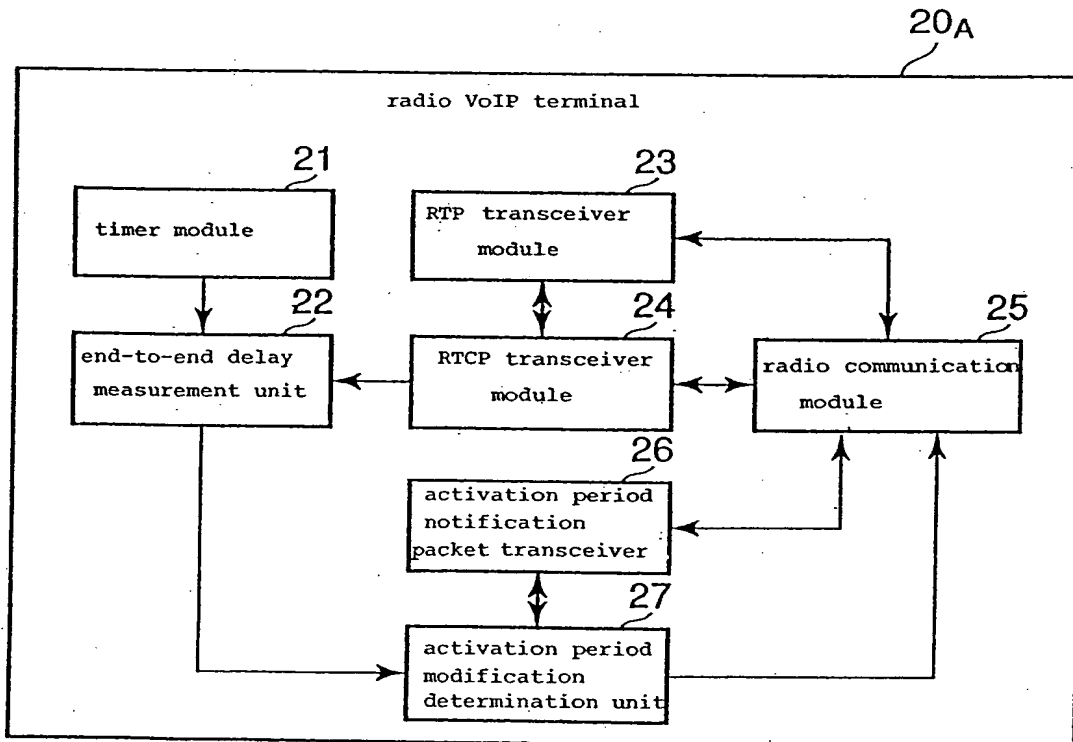 20A
radio VoIP terminal
21
timer module
22
end-to-end delay
measurement unit
23
RTP transceiver
module
24
RTCP transceiver
module
25
radio communication
module
26
activation period
notification
packet transceiver
27
activation period
modification
determination unit